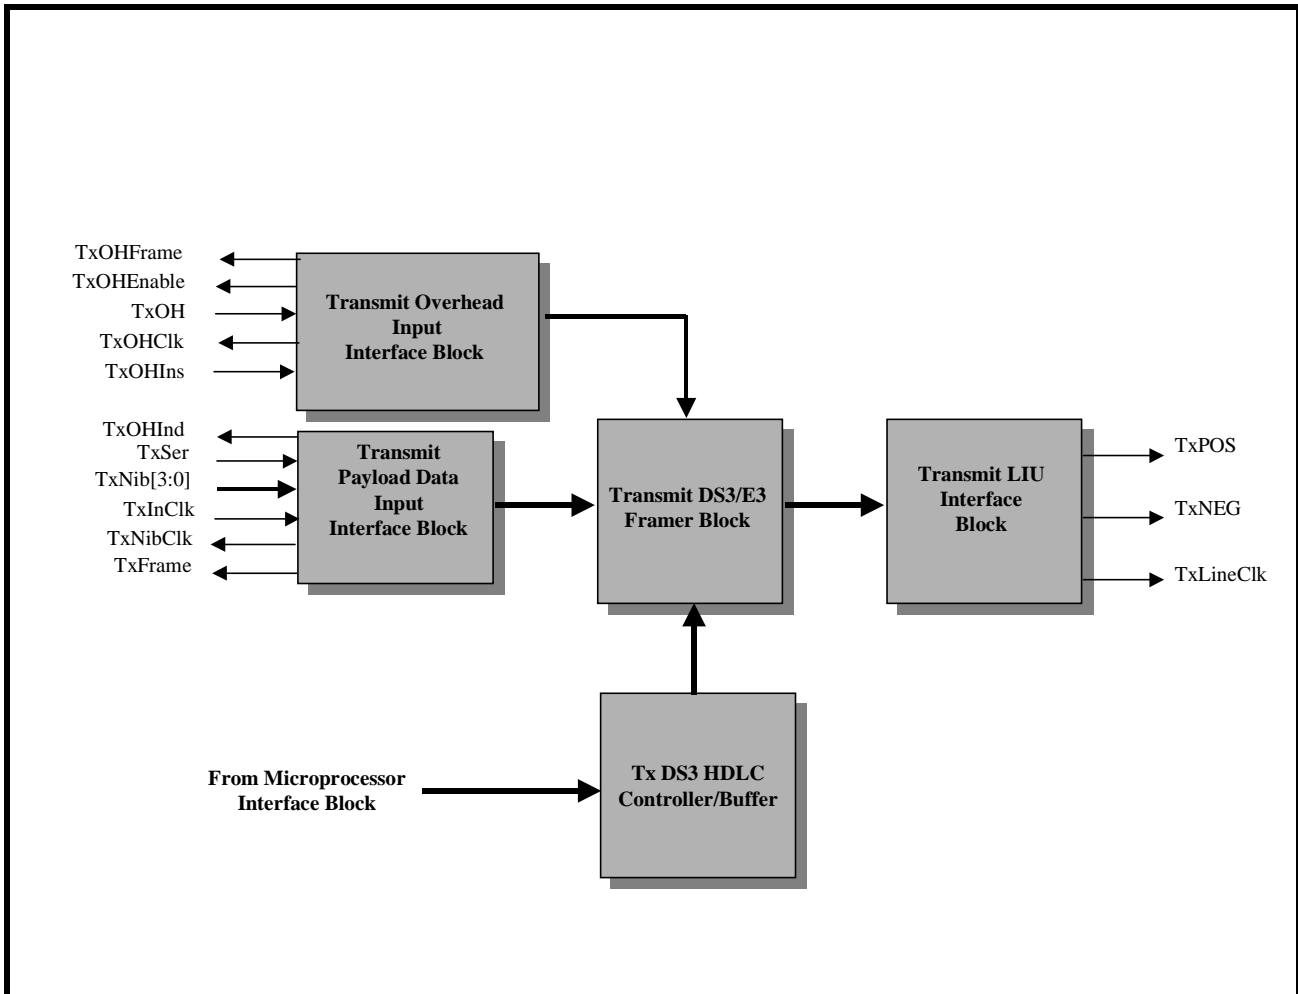 TxOHFrame
TxOHEnable
TxOH
TxOHClk
TxOHIns
Transmit Overhead
Input
Interface Block
TxOHInd
TxSer
TxNib[3:0]
TxInClk
TxNibClk
TxFrame
Transmit
Payload Data
Input
Interface Block
Transmit DS3/E3
Framer Block
Transmit LIU
Interface
Block
TxPOS
TxNEG
TxLineClk
From Microprocessor
Interface Block
Tx DS3 HDLC
Controller/Buffer